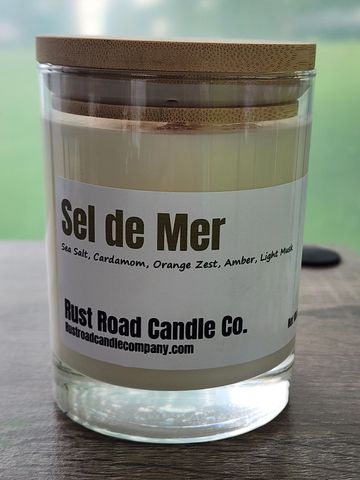 Sel de Mer
Sea Salt, Cardamom, Orange Zest, Amber, Light Musk
Rust Road Candle Co.
Rustroadcandlecompany.com